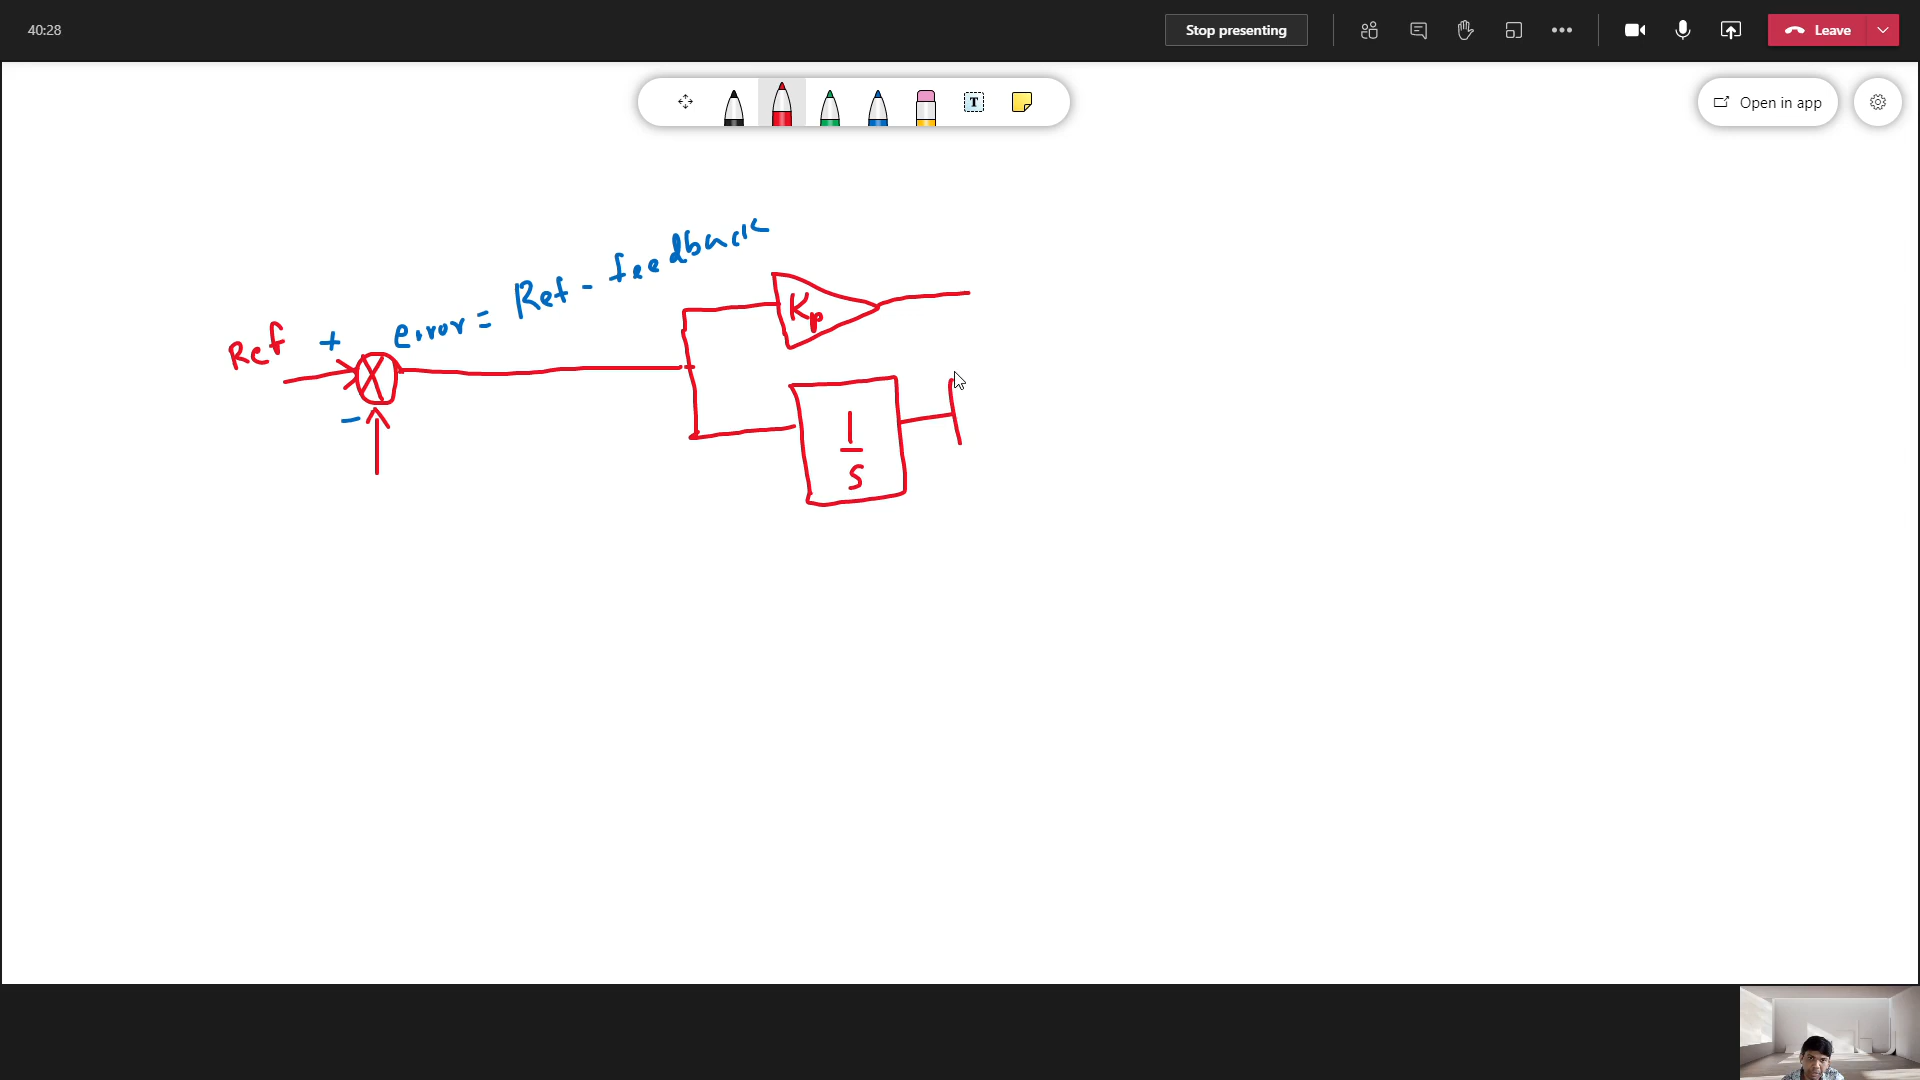 40:28
Stop presenting
Leave
T
Open in app
error = Ref - feedback
Ref +
-
Kp
1
s